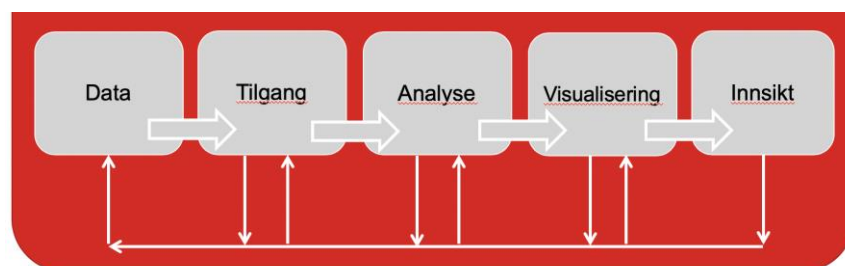 Data
Tilgang
Analyse
Visualisering
Innsikt